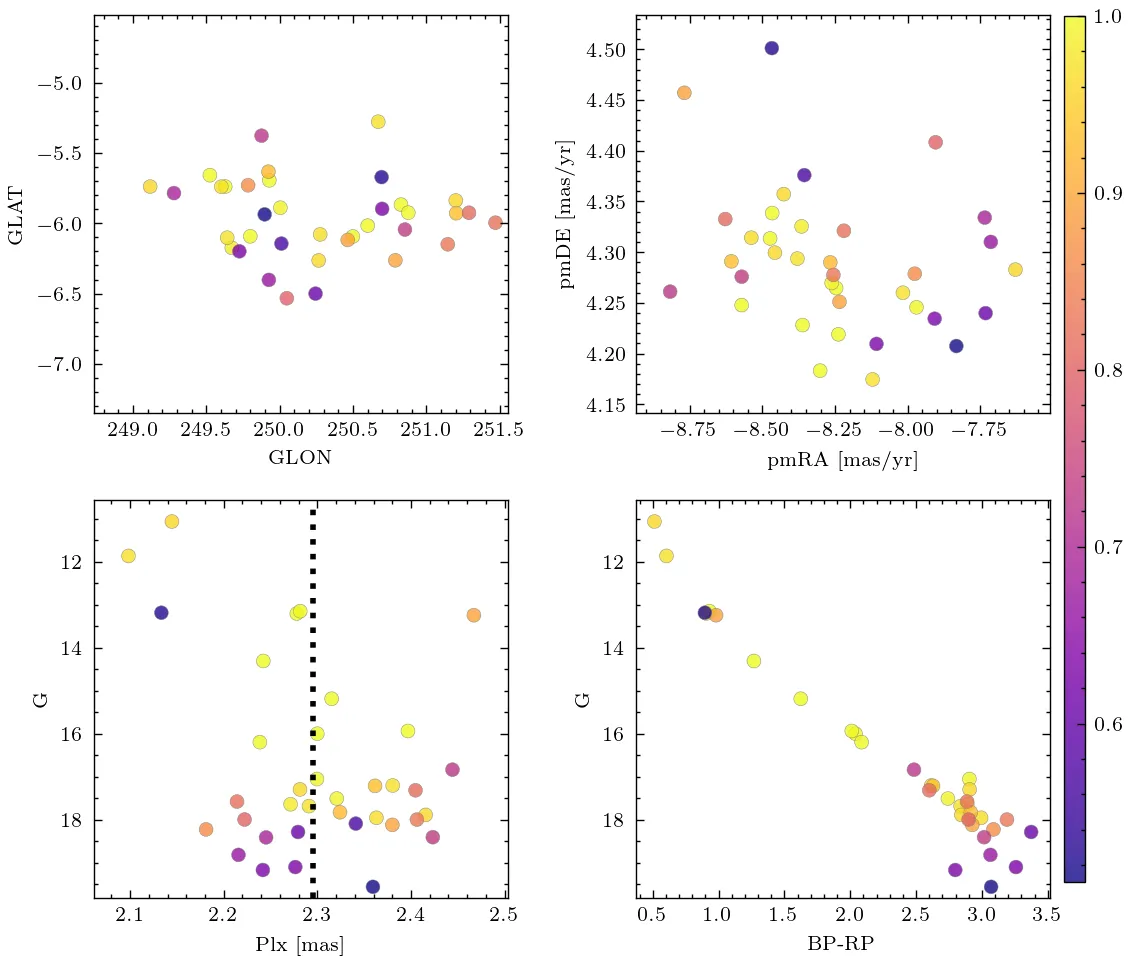 −5.0
−5.5
−6.0
−6.5
−7.0
GLAT
249.0 249.5 250.0 250.5 251.0 251.5
GLON
4.50
4.45
4.40
4.35
4.30
4.25
4.20
4.15
pmDE [mas/yr]
−8.75 −8.50 −8.25 −8.00 −7.75
pmRA [mas/yr]
1.0
0.9
0.8
0.7
0.6
12
14
16
18
G
2.1 2.2 2.3 2.4 2.5
Plx [mas]
12
14
16
18
G
0.5 1.0 1.5 2.0 2.5 3.0 3.5
BP-RP